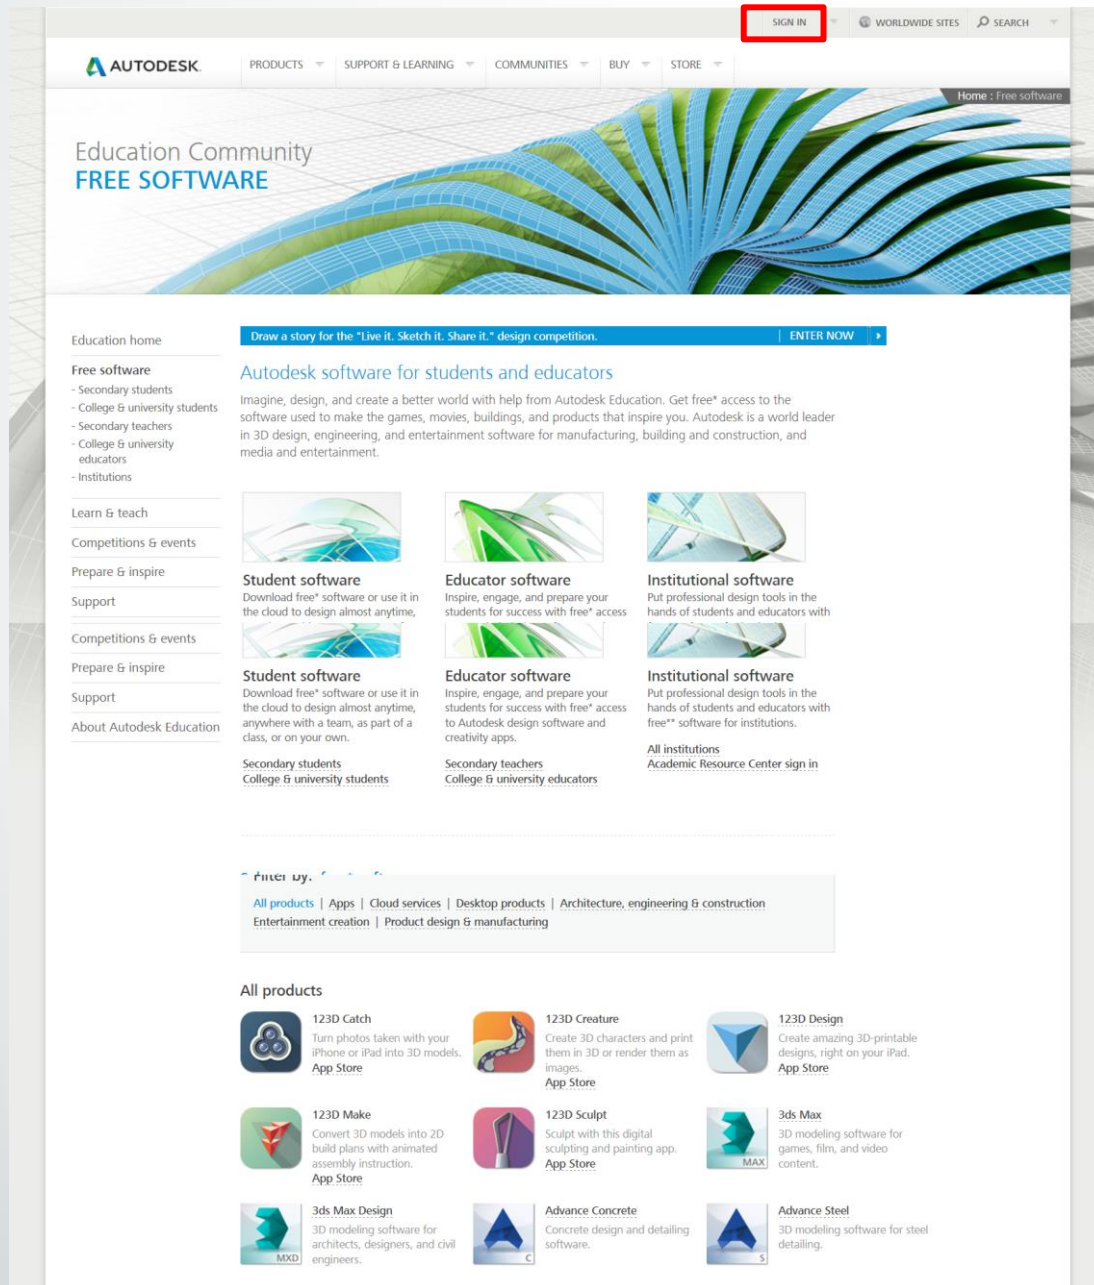 SIGN IN
WORLDWIDE SITES
SEARCH
AUTODESK.
PRODUCTS
SUPPORT & LEARNING
COMMUNITIES
BUY
STORE
Home : Free software
Education Community
FREE SOFTWARE
Education home
Free software
- Secondary students
- College & university students
- Secondary teachers
- College & university
educators
- Institutions
Learn & teach
Competitions & events
Prepare & inspire
Support
Competitions & events
Prepare & inspire
Support
About Autodesk Education
Draw a story for the "Live it. Sketch it. Share it." design competition.
| ENTER NOW
Autodesk software for students and educators
Imagine, design, and create a better world with help from Autodesk Education. Get free* access to the
software used to make the games, movies, buildings, and products that inspire you. Autodesk is a world leader
in 3D design, engineering, and entertainment software for manufacturing, building and construction, and
media and entertainment.
Student software
Download free* software or use it in
the cloud to design almost anytime,
Educator software
Inspire, engage, and prepare your
students for success with free* access
Institutional software
Put professional design tools in the
hands of students and educators with
Student software
Download free* software or use it in
the cloud to design almost anytime,
anywhere with a team, as part of a
class, or on your own.
Secondary students
College & university students
Educator software
Inspire, engage, and prepare your
students for success with free* access
to Autodesk design software and
creativity apps.
Secondary teachers
College & university educators
Institutional software
Put professional design tools in the
hands of students and educators with
free** software for institutions.
All institutions
Academic Resource Center sign in
Filter by:
All products | Apps | Cloud services | Desktop products | Architecture, engineering & construction
Entertainment creation | Product design & manufacturing
All products
123D Catch
Turn photos taken with your
iPhone or iPad into 3D models.
App Store
123D Creature
Create 3D characters and print
them in 3D or render them as
images.
App Store
123D Design
Create amazing 3D-printable
designs, right on your iPad.
App Store
123D Make
Convert 3D models into 2D
build plans with animated
assembly instruction.
App Store
123D Sculpt
Sculpt with this digital
sculpting and painting app.
App Store
MAX
3ds Max
3D modeling software for
games, film, and video
content.
MXD
3ds Max Design
3D modeling software for
architects, designers, and civil
engineers.
C
Advance Concrete
Concrete design and detailing
software.
S
Advance Steel
3D modeling software for steel
detailing.